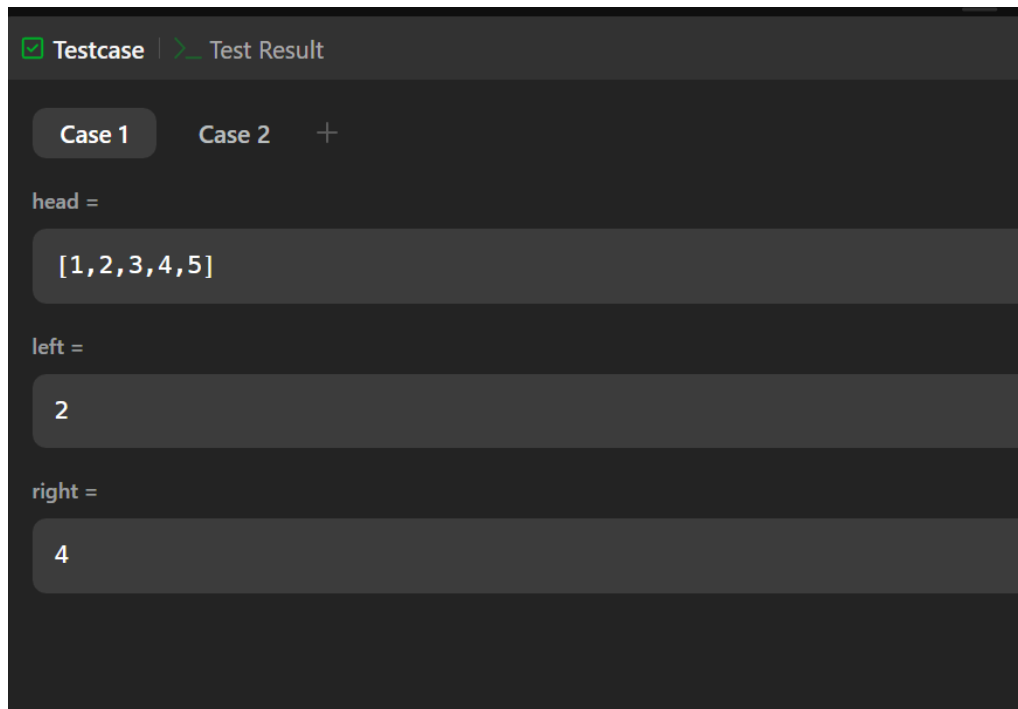 Testcase | >_ Test Result
Case 1 Case 2 +
head =
[1,2,3,4,5]
left =
2
right =
4